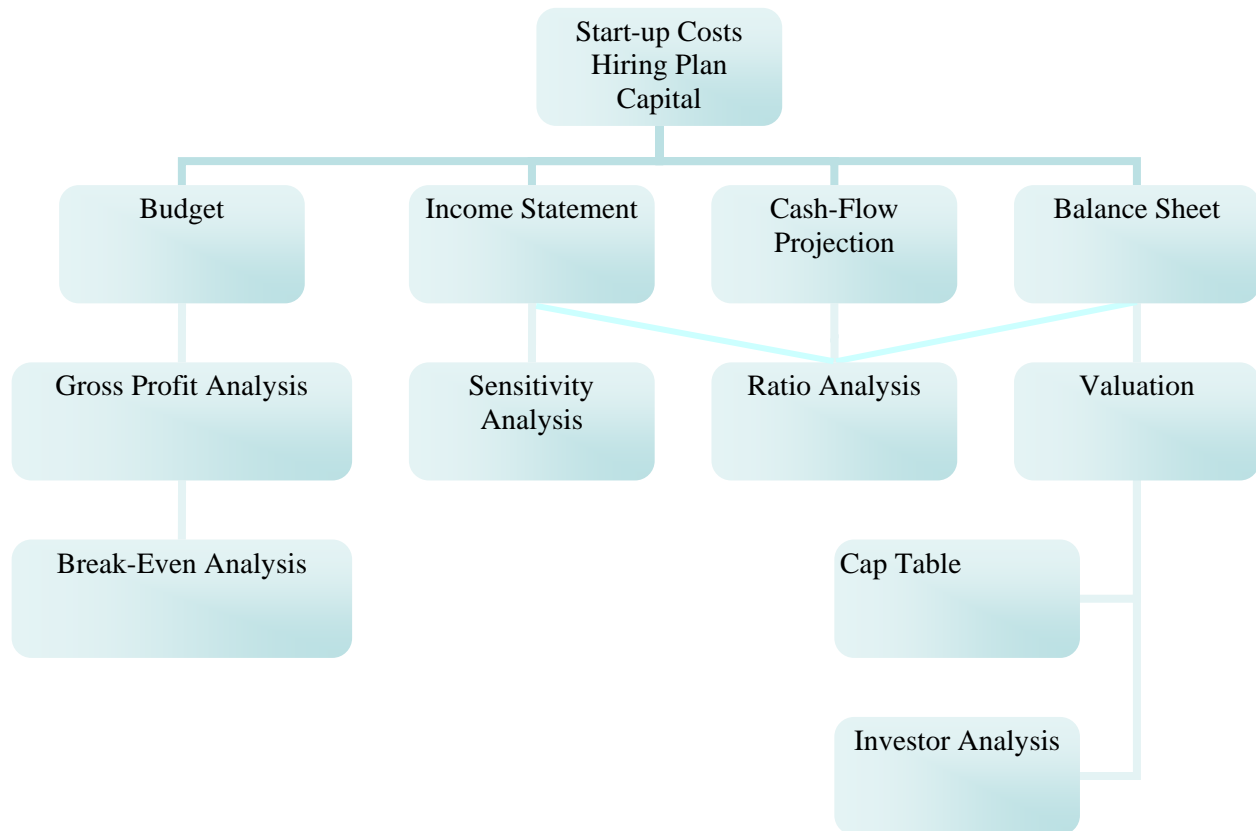 Start-up Costs
Hiring Plan
Capital
Budget
Income Statement
Cash-Flow
Projection
Balance Sheet
Gross Profit Analysis
Sensitivity
Analysis
Ratio Analysis
Valuation
Break-Even Analysis
Cap Table
Investor Analysis